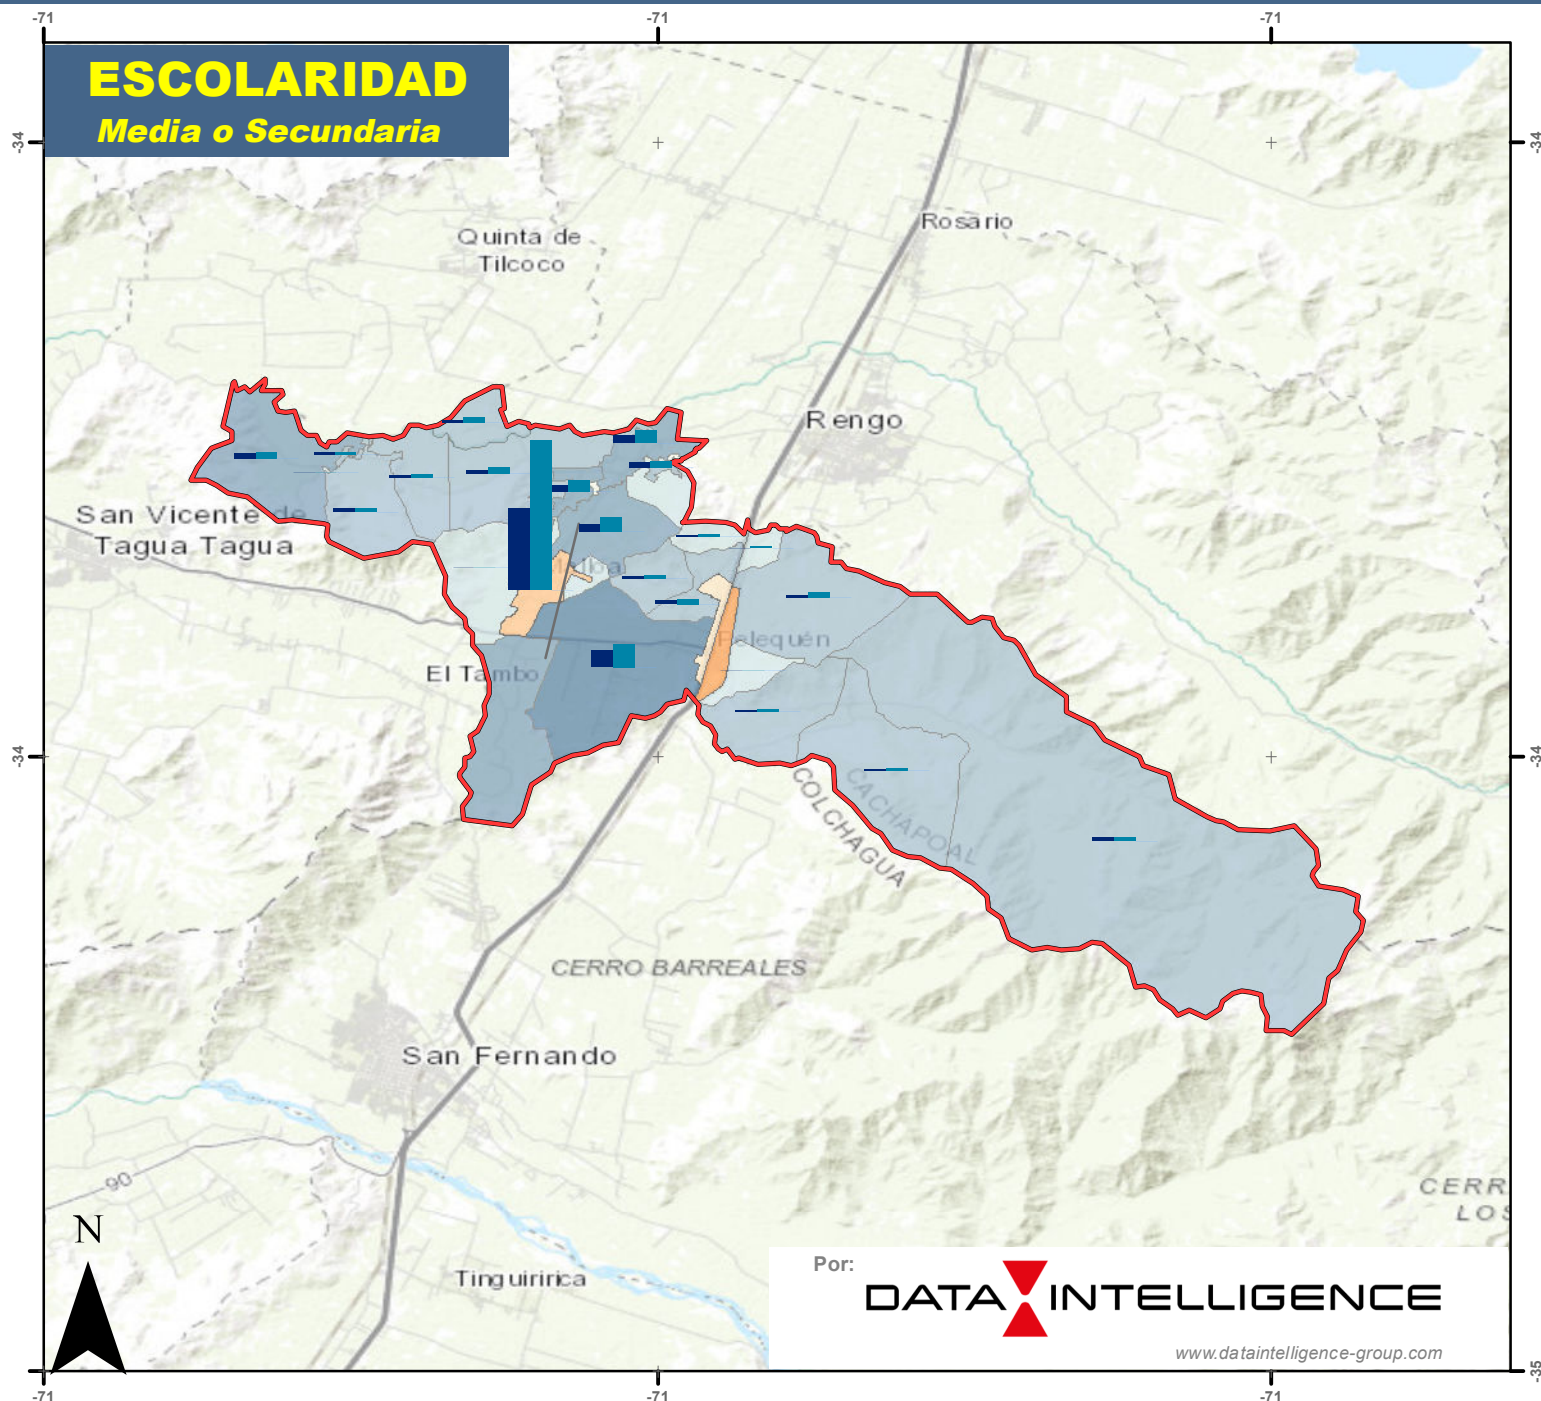 -71
-71
-71
ESCOLARIDAD
Media o Secundaria
-34
-34
Rosario
Quinta de
Tilcoco
Rengo
San Vicente de
Tagua Tagua
Pelequén
El Tambo
-34
-34
COLCHAGUA
CACHAPOAL
CERRO BARREALES
San Fernando
90
N
Tinguiririca
Por:
DATA INTELLIGENCE
www.dataintelligence-group.com
-35
-71
-71
-71